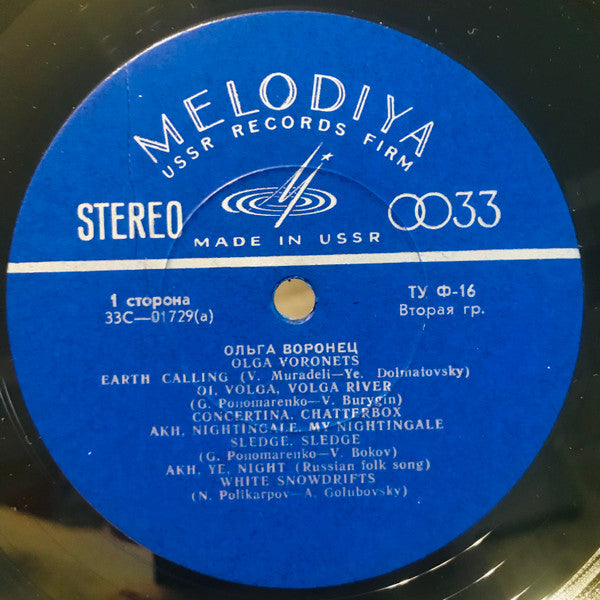 MELODIYA
USSR RECORDS FIRM
STEREO
33
MADE IN USSR
1 сторона
ТУ Ф-16
33С—01729(а)
Вторая гр.
ОЛЬГА ВОРОНЕЦ
OLGA VORONETS
EARTH CALLING (V. Muradeli—Ye. Dolmatovsky)
OI, VOLGA, VOLGA RIVER
(G. Ponomarenko—V. Burygin)
CONCERTINA, CHATTERBOX
AKH, NIGHTINGALE, MY NIGHTINGALE
SLEDGE, SLEDGE
(G. Ponomarenko—V. Bokov)
AKH, YE, NIGHT (Russian folk song)
WHITE SNOWDRIFTS
(N. Polikarpov—A. Golubovsky)